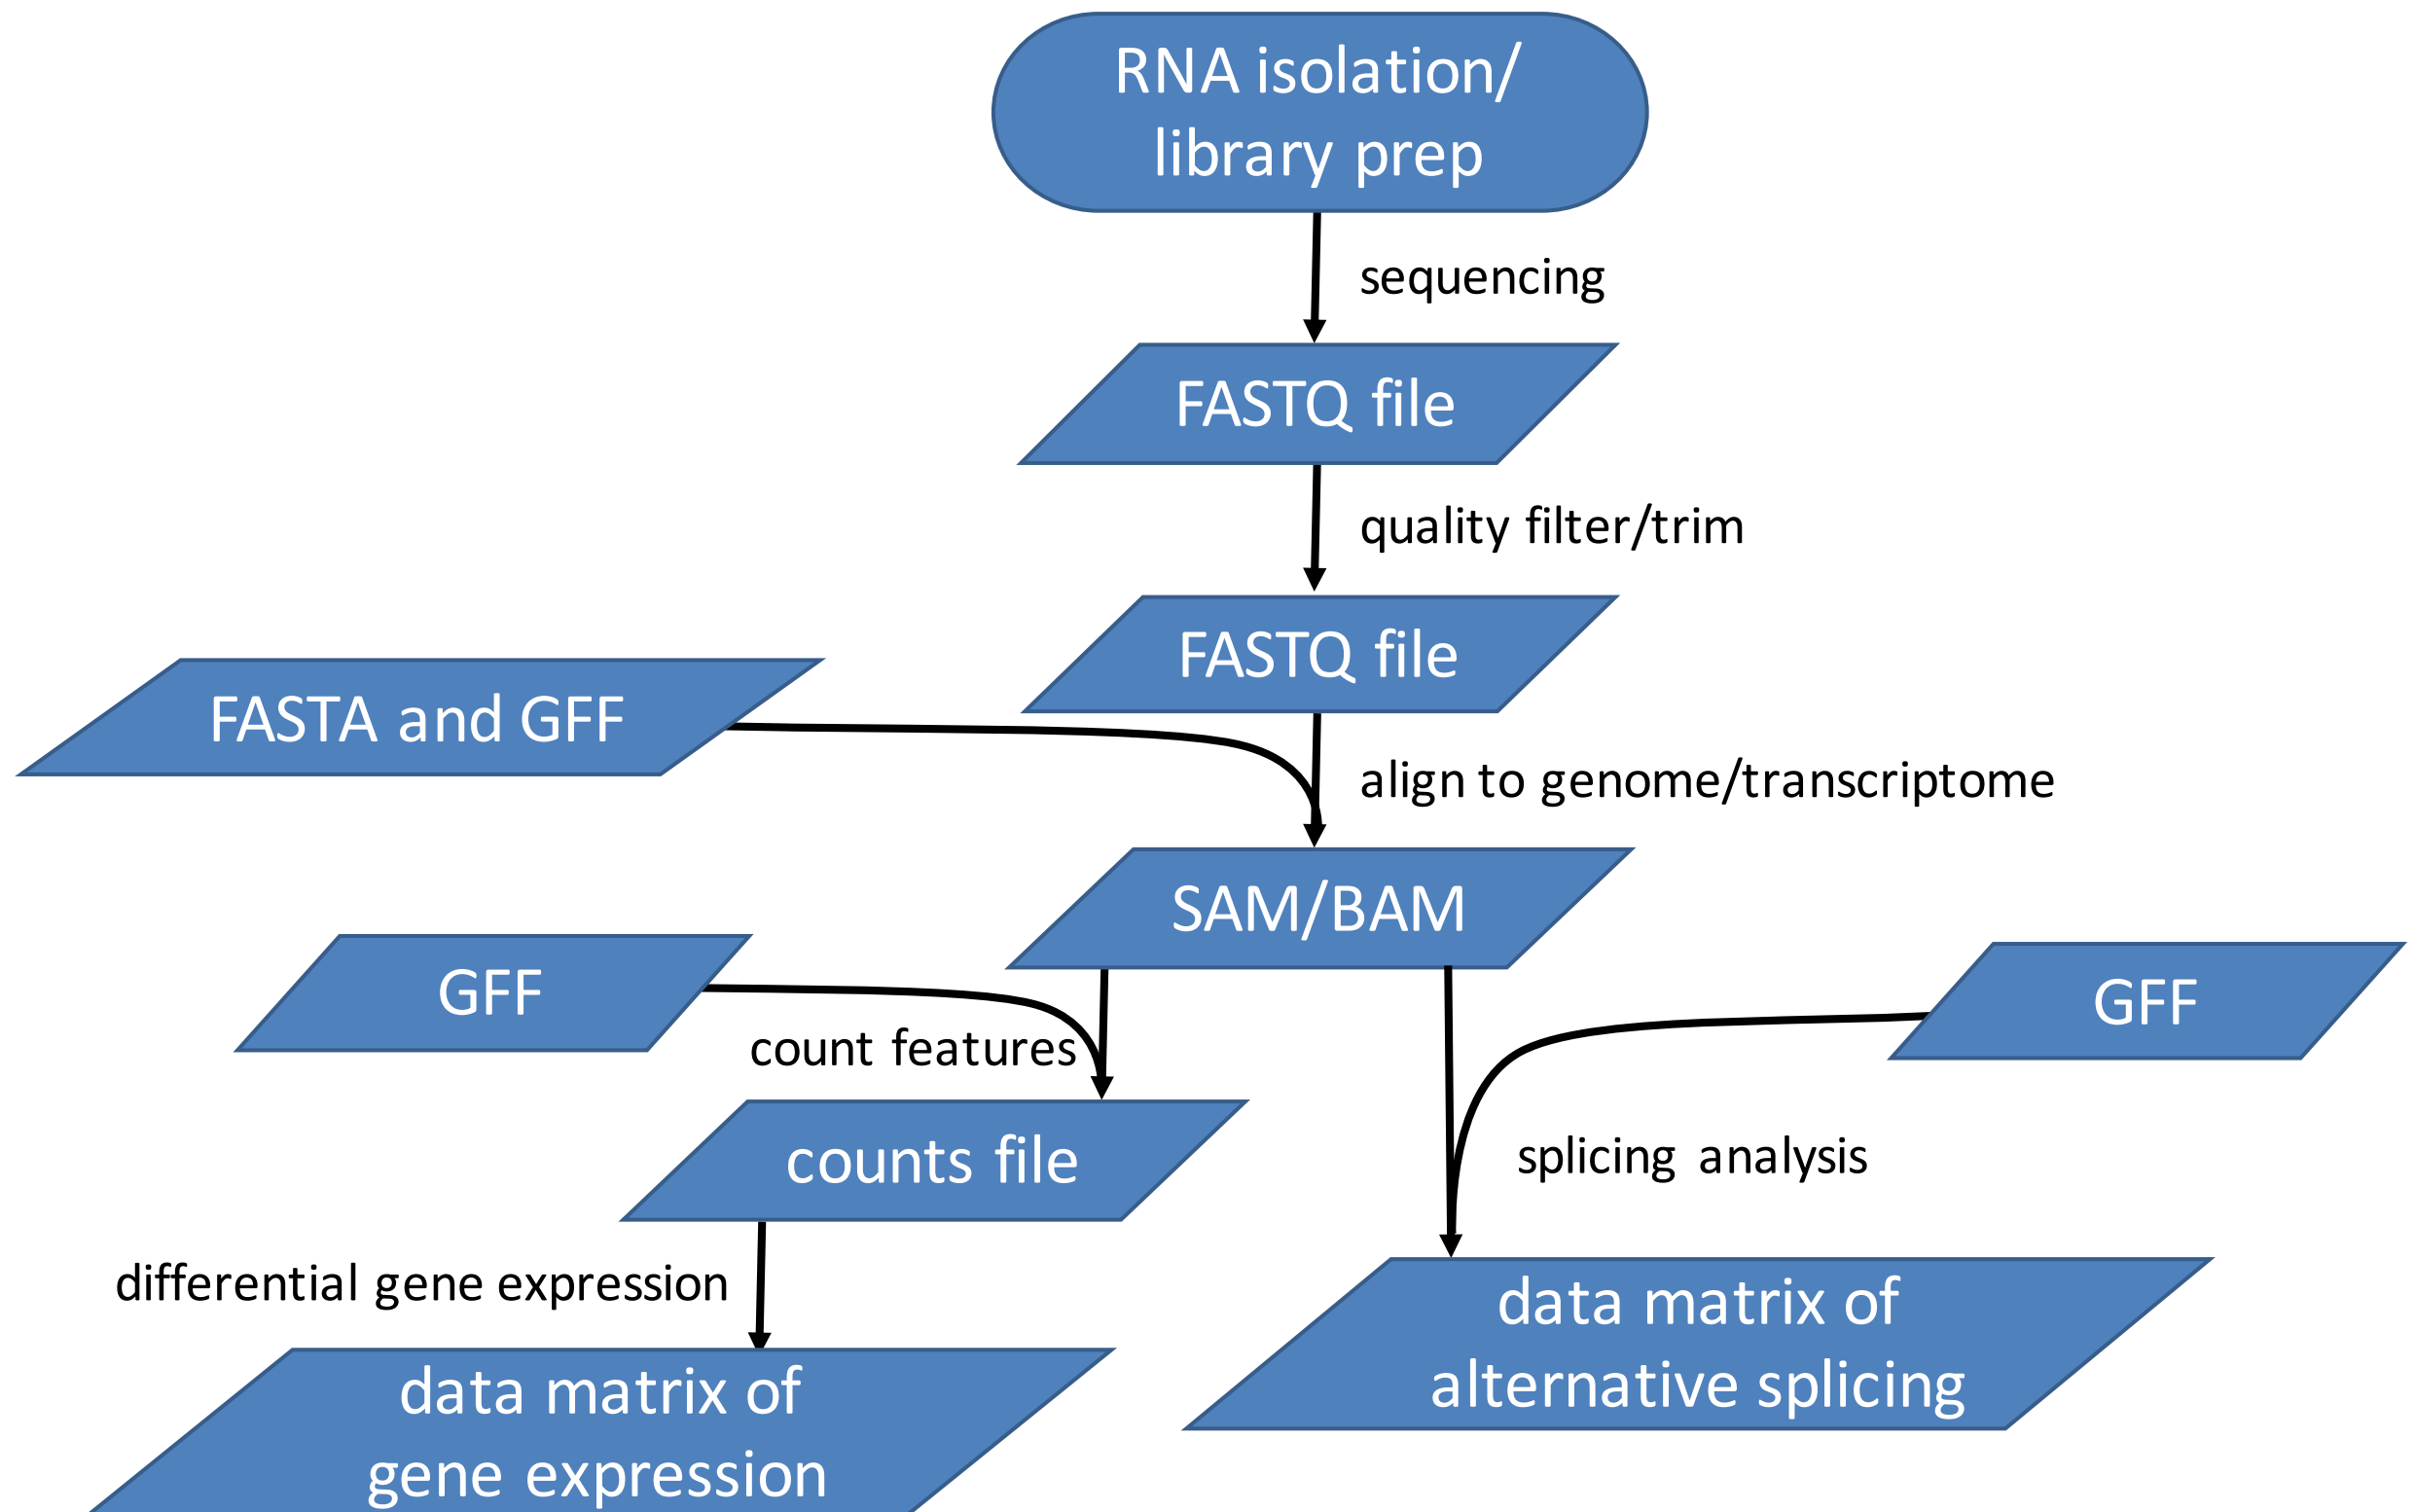 RNA isolation/
library prep
sequencing
FASTQ file
quality filter/trim
FASTQ file
FASTA and GFF
align to genome/transcriptome
SAM/BAM
GFF
GFF
count features
counts file
splicing analysis
differential gene expression
data matrix of
alternative splicing
data matrix of
gene expression